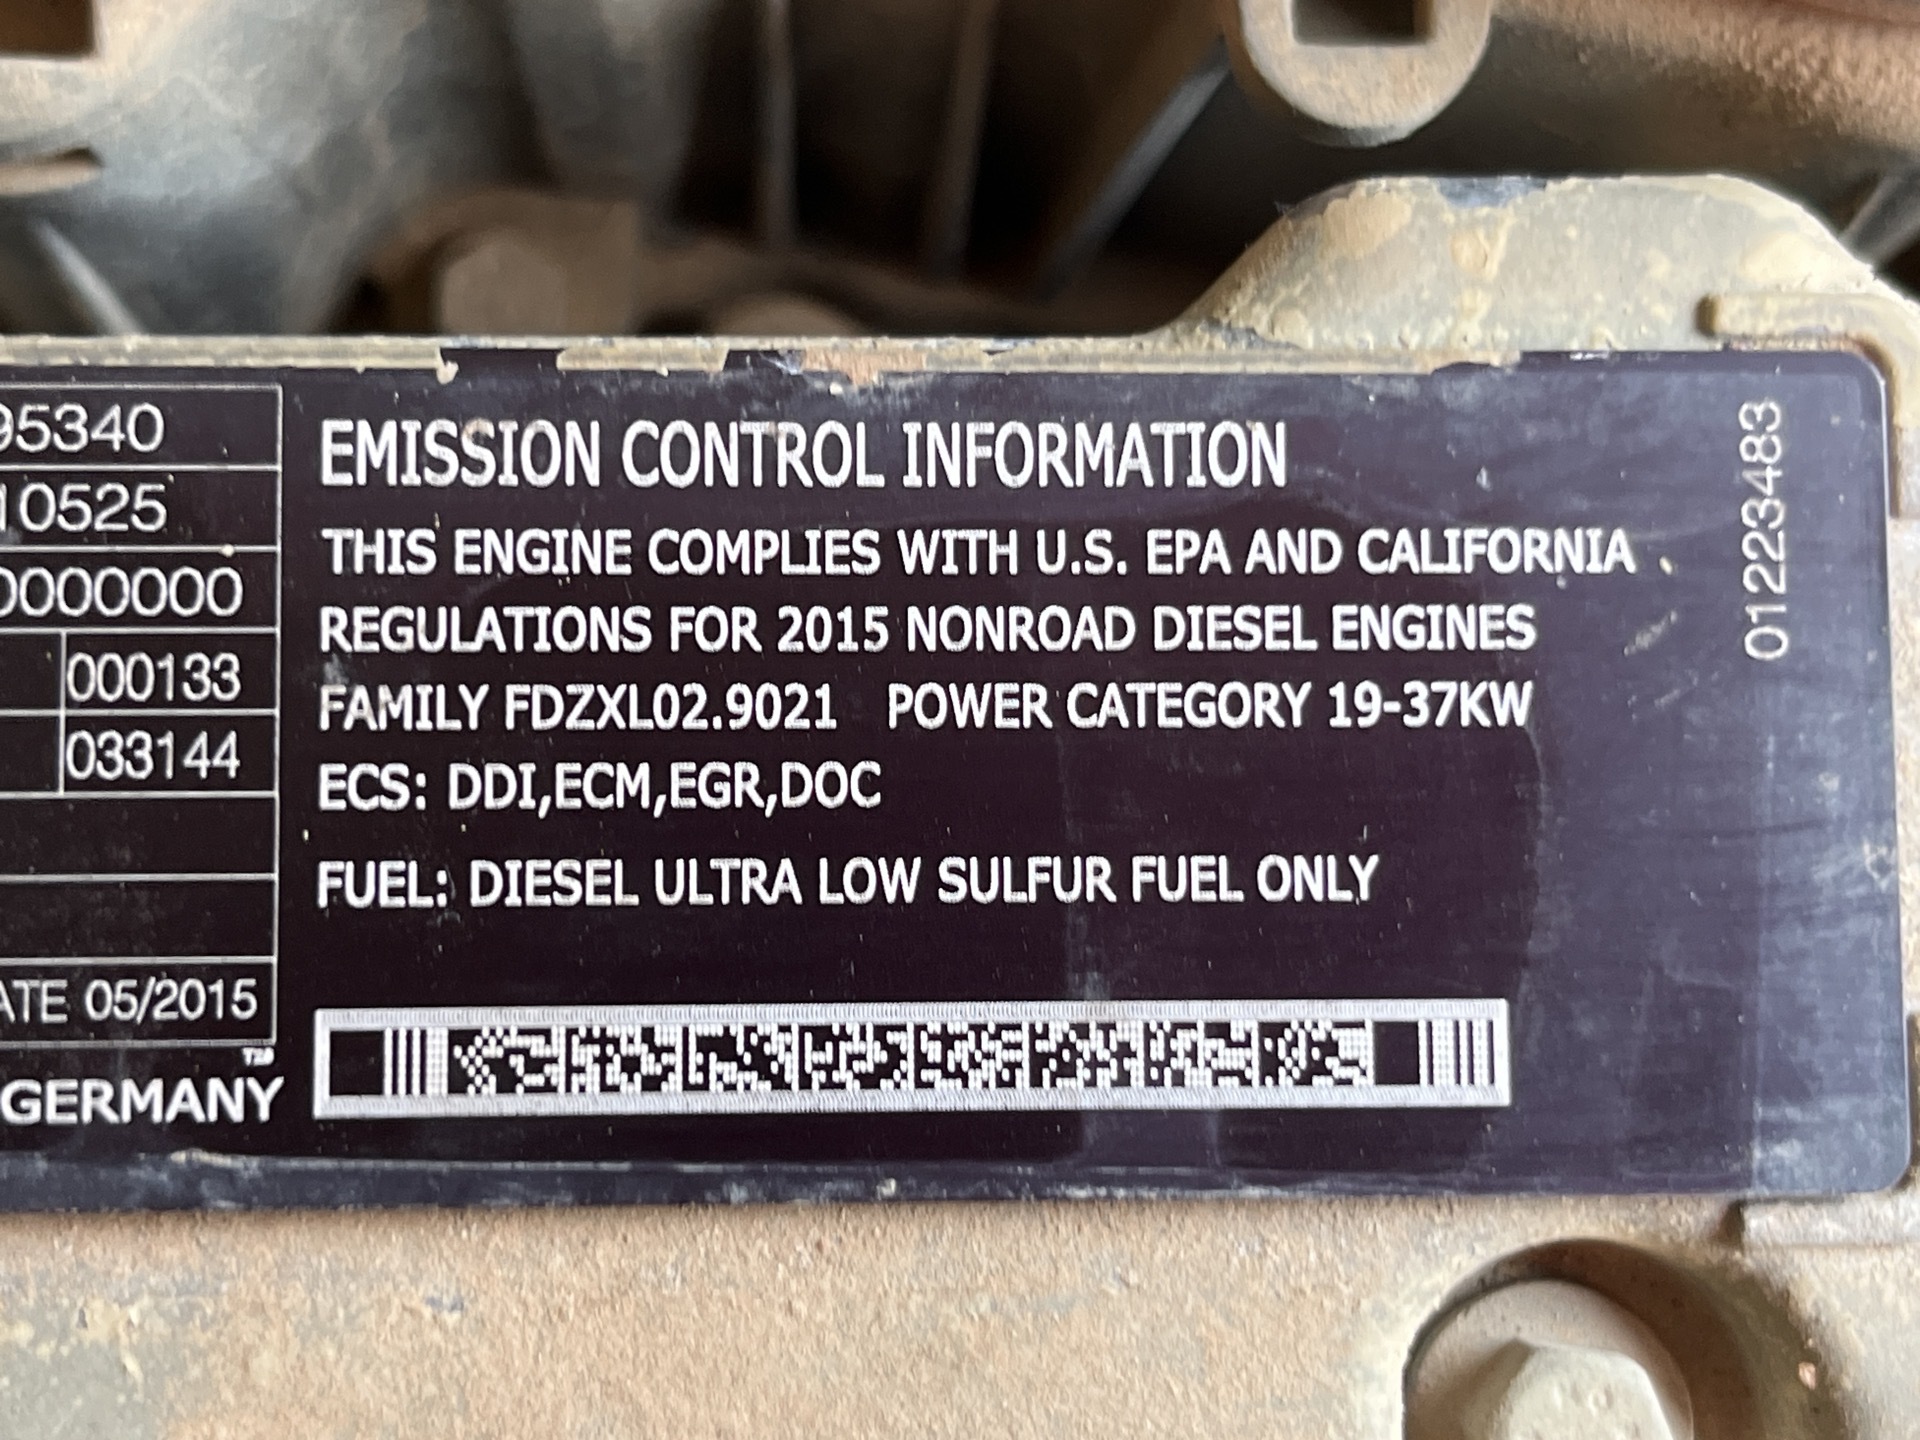 95340
10525
0000000
000133
033144
ATE 05/2015
GERMANY
EMISSION CONTROL INFORMATION
THIS ENGINE COMPLIES WITH U.S. EPA AND CALIFORNIA
REGULATIONS FOR 2015 NONROAD DIESEL ENGINES
FAMILY FDZXL02.9021 POWER CATEGORY 19-37KW
ECS: DDI,ECM,EGR,DOC
FUEL: DIESEL ULTRA LOW SULFUR FUEL ONLY
01223483